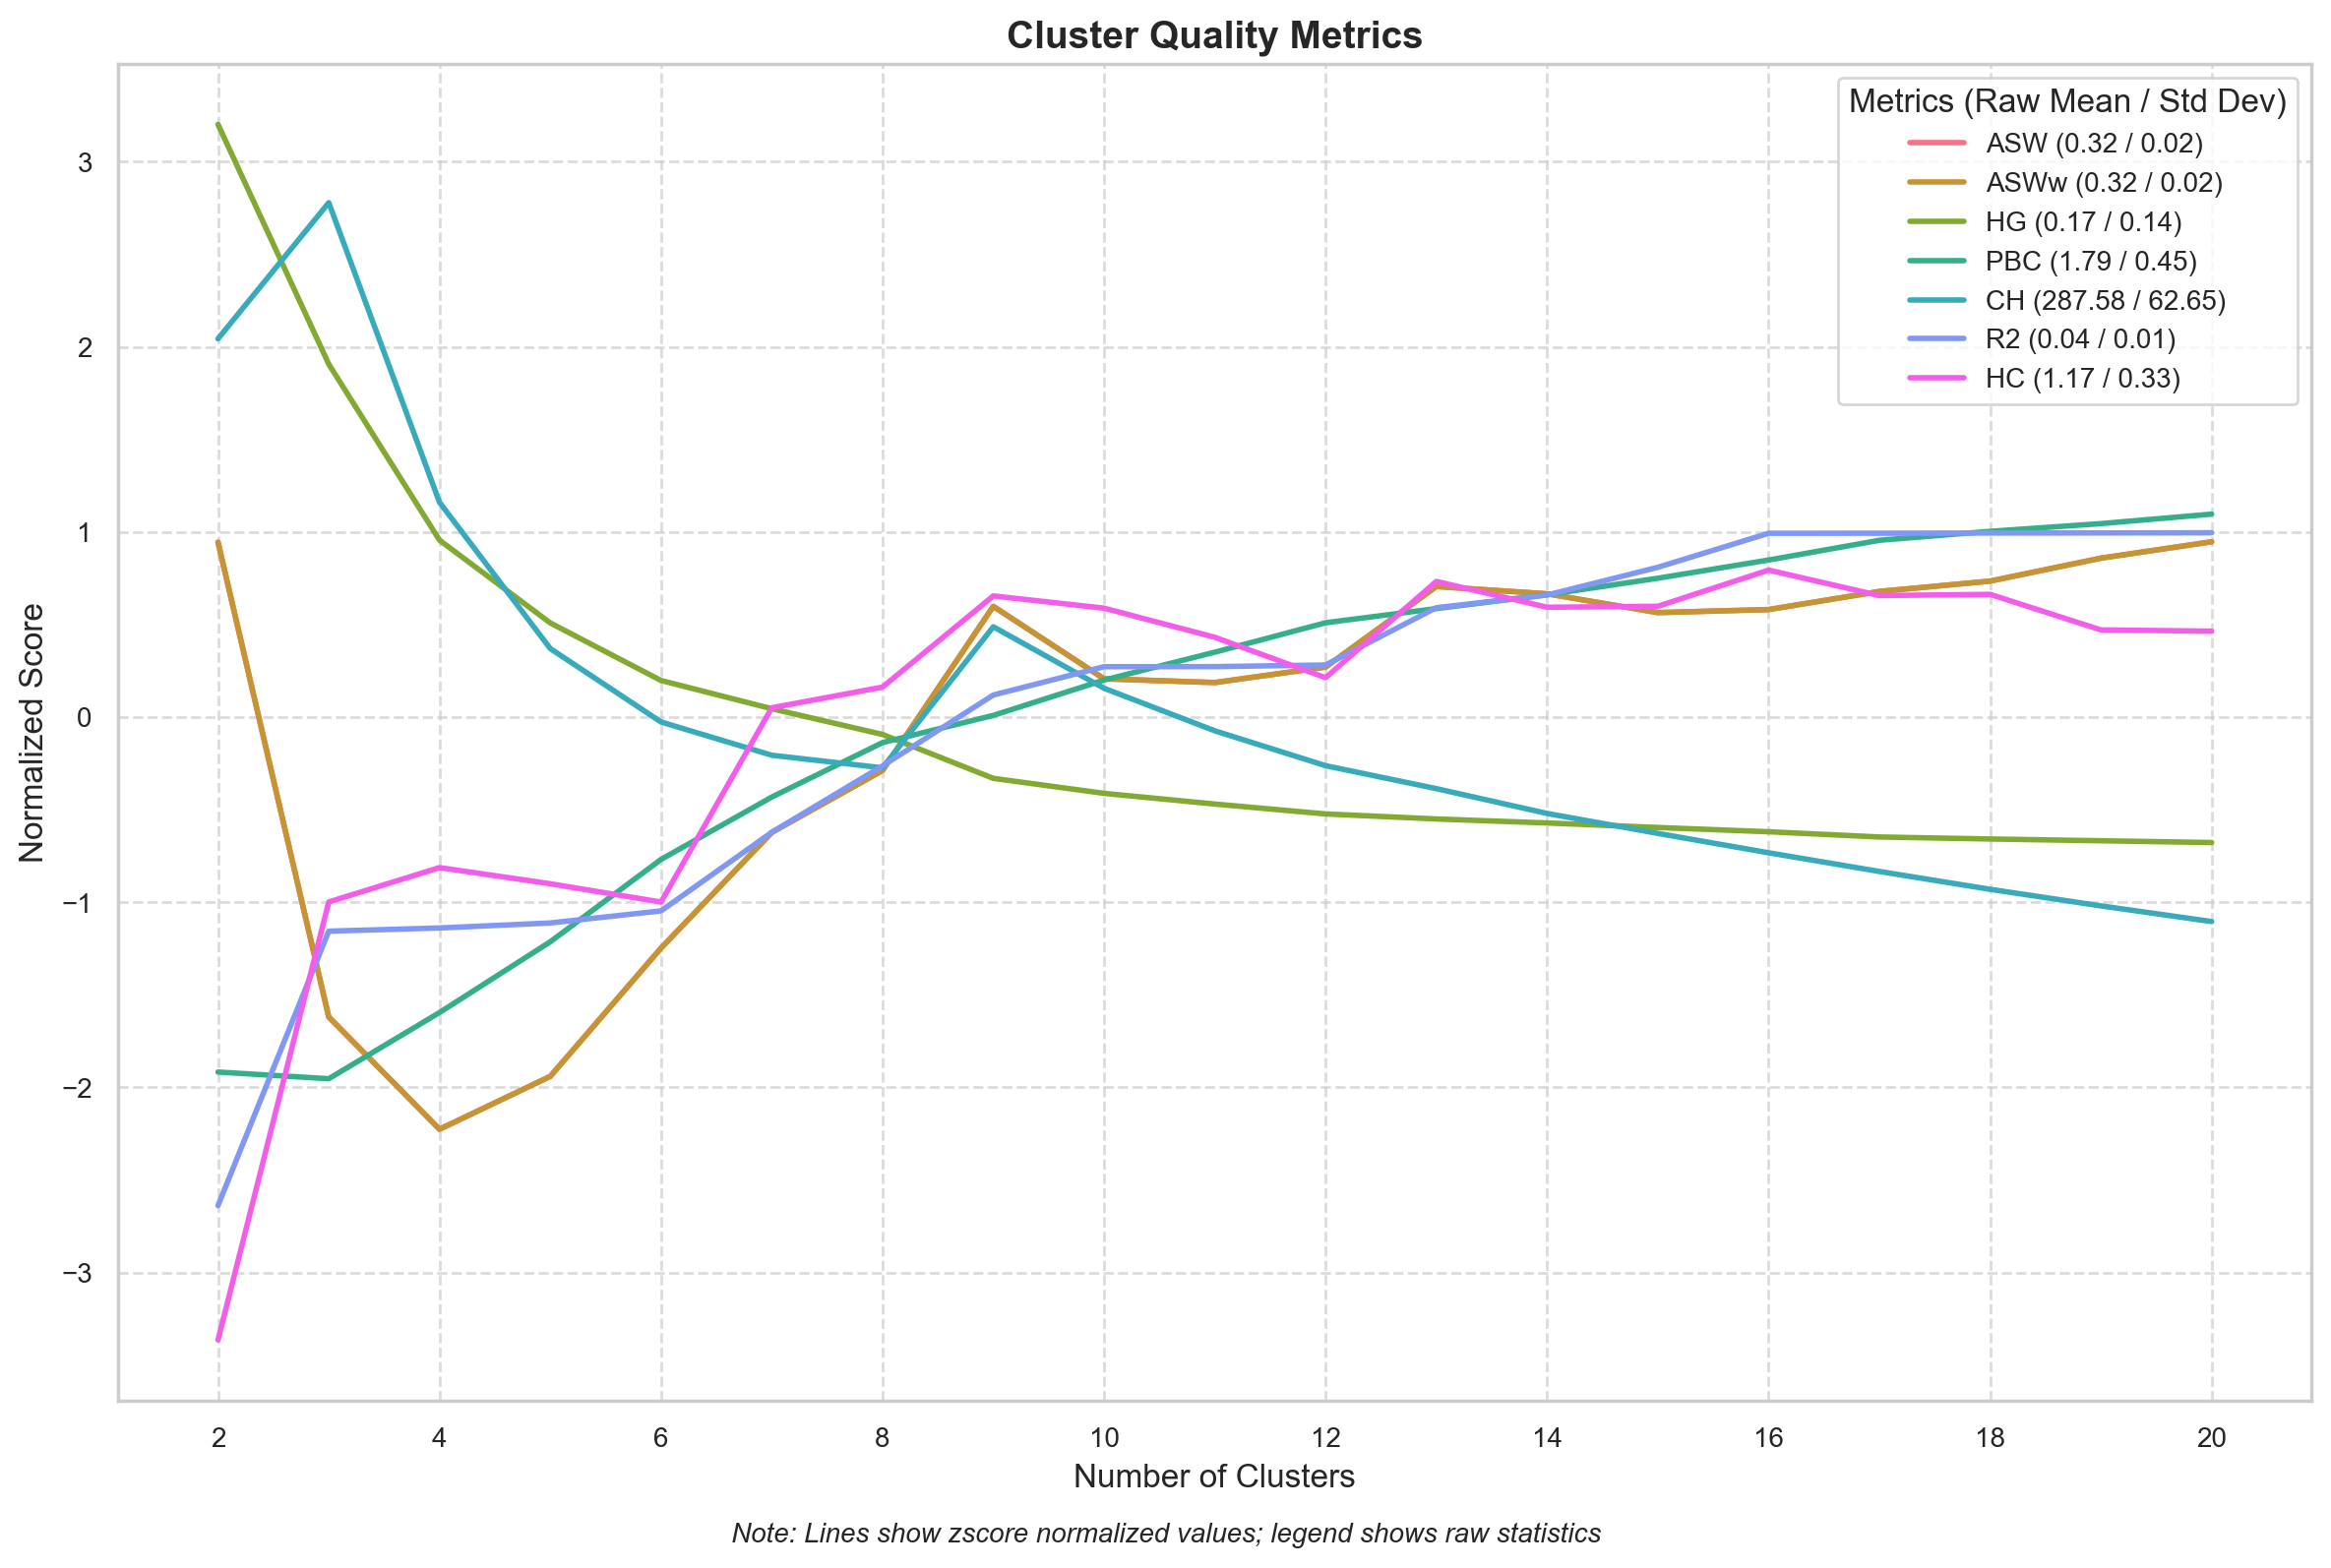 Cluster Quality Metrics
Metrics (Raw Mean / Std Dev)
ASW (0.32 / 0.02)
ASWw (0.32 / 0.02)
HG (0.17 / 0.14)
PBC (1.79 / 0.45)
CH (287.58 / 62.65)
R2 (0.04 / 0.01)
HC (1.17 / 0.33)
3
2
1
0
−1
−2
−3
Normalized Score
2 4 6 8 10 12 14 16 18 20
Number of Clusters
Note: Lines show zscore normalized values; legend shows raw statistics